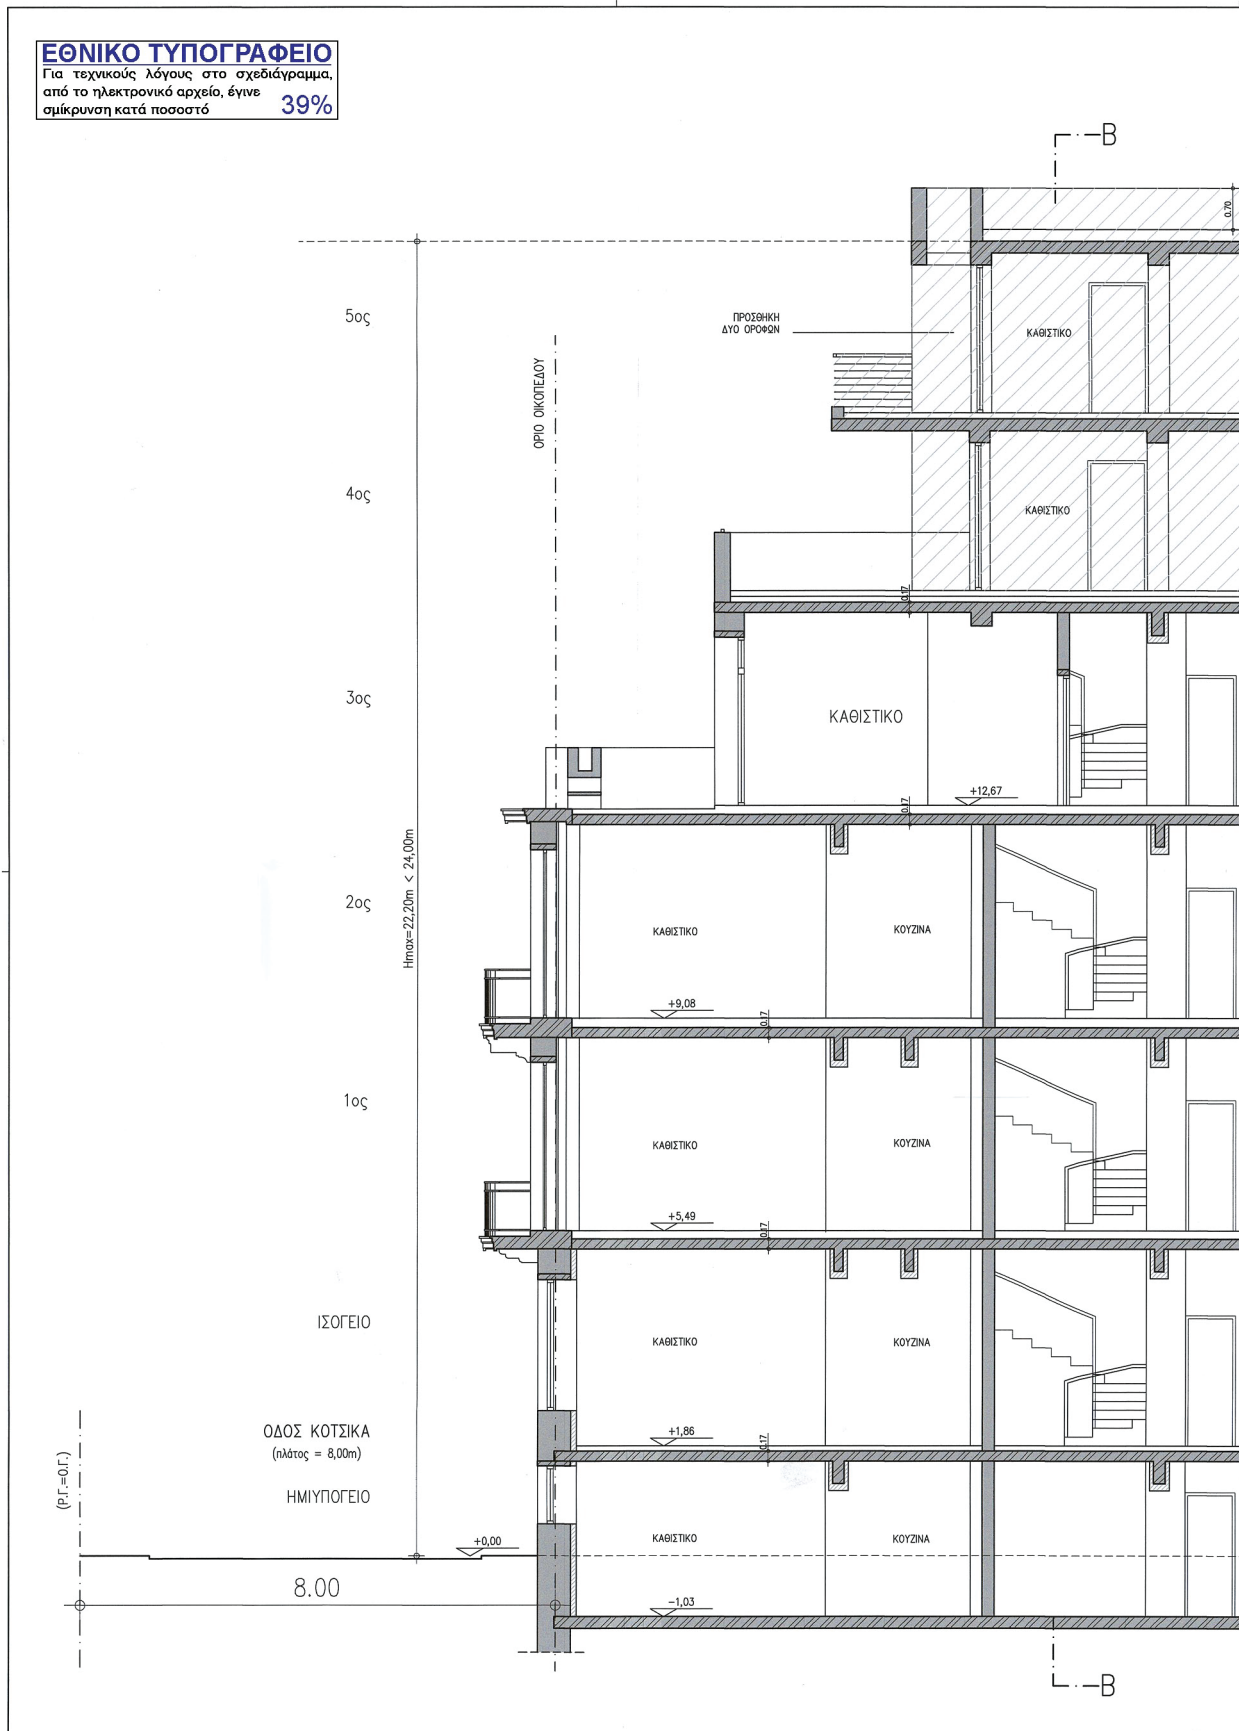 ΕΘΝΙΚΟ ΤΥΠΟΓΡΑΦΕΙΟ
Για τεχνικούς λόγους στο σχεδιάγραμμα,
από το ηλεκτρονικό αρχείο, έγινε
σμίκρυνση κατά ποσοστό 39%
B
0.70
5ος
ΠΡΟΣΘΗΚΗ
ΔΥΟ ΟΡΟΦΩΝ
ΚΑΘΙΣΤΙΚΟ
ΟΡΙΟ ΟΙΚΟΠΕΔΟΥ
4ος
ΚΑΘΙΣΤΙΚΟ
0.17
3ος
ΚΑΘΙΣΤΙΚΟ
+12,67
0.17
Hmax=22,20m < 24,00m
2ος
ΚΑΘΙΣΤΙΚΟ
ΚΟΥΖΙΝΑ
+9,08
0.17
1ος
ΚΑΘΙΣΤΙΚΟ
ΚΟΥΖΙΝΑ
+5,49
0.17
ΙΣΟΓΕΙΟ
ΚΑΘΙΣΤΙΚΟ
ΚΟΥΖΙΝΑ
ΟΔΟΣ ΚΟΤΣΙΚΑ
(πλάτος = 8,00m)
+1,86
0.17
(Ρ.Γ.=Ο.Γ.)
ΗΜΙΥΠΟΓΕΙΟ
ΚΑΘΙΣΤΙΚΟ
ΚΟΥΖΙΝΑ
+0,00
8.00
-1,03
B